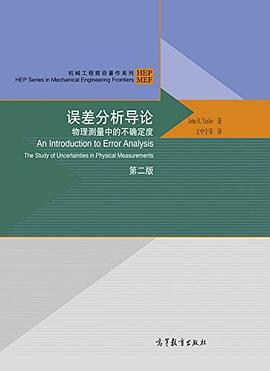 机械工程前沿著作系列 HEP
HEP Series in Mechanical Engineering Frontiers MEF
误差分析导论
物理测量中的不确定度
John R. Taylor 著
王中宇等 译
An Introduction to Error Analysis
The Study of Uncertainties in Physical Measurements
第二版
高等教育出版社